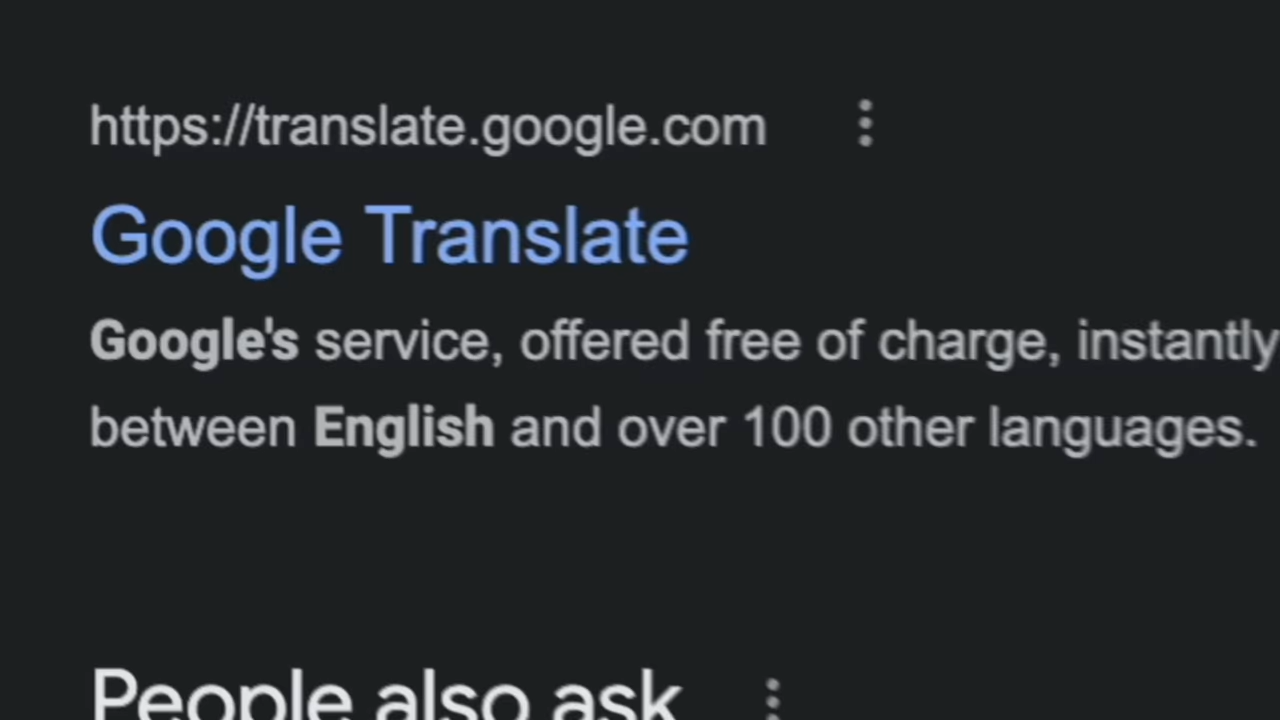 https://translate.google.com
Google Translate
Google's service, offered free of charge, instantly
between English and over 100 other languages.
People also ask